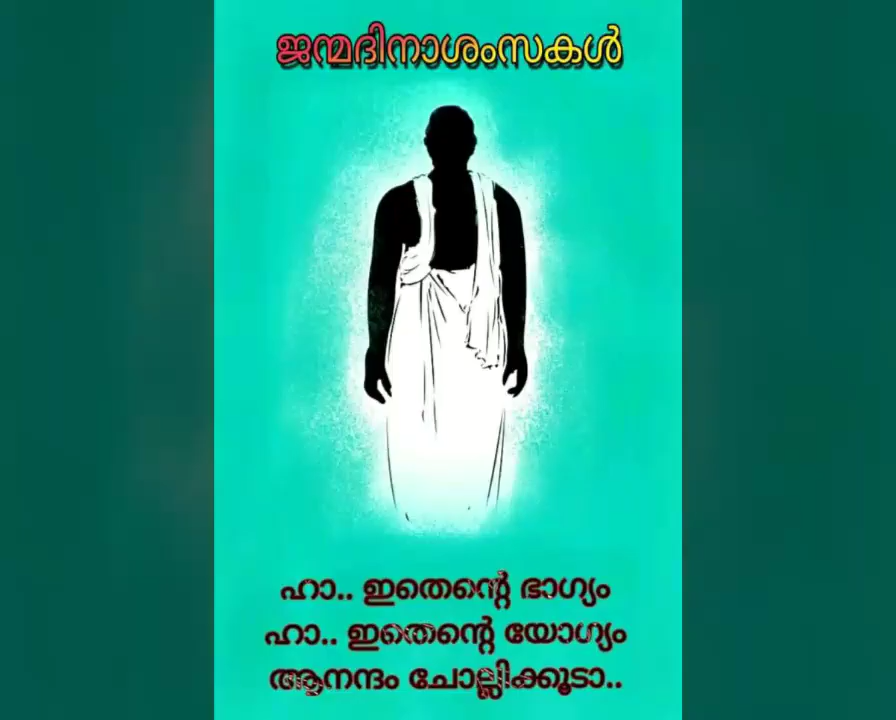 ജന്മദിനാശംസകൾ
ഹാ.. ഇതെന്റെ ഭാഗ്യം
ഹാ.. ഇതെന്റെ യോഗ്യം
ആനന്ദം ചോല്ലിക്കൂടാ..